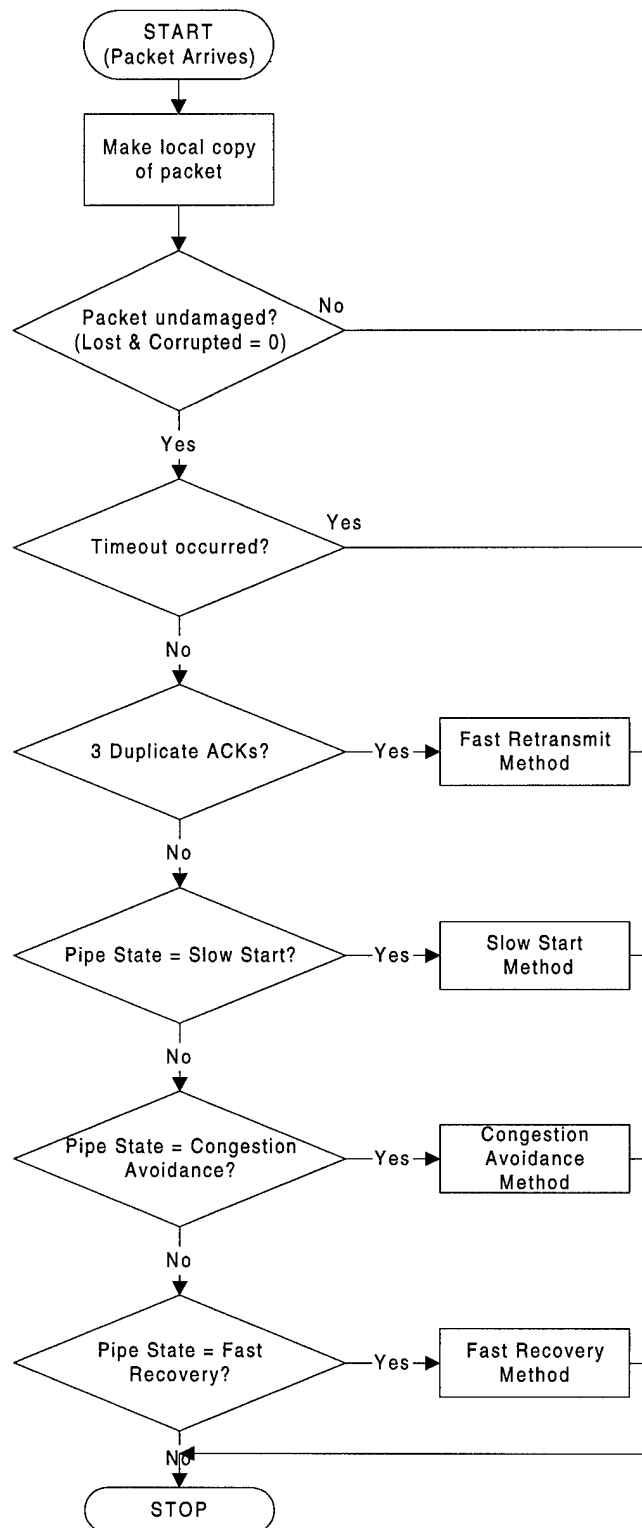 START
(Packet Arrives)
Make local copy
of packet
Packet undamaged?
(Lost & Corrupted = 0)
No
Yes
Timeout occurred?
Yes
No
3 Duplicate ACKs?
Yes
Fast Retransmit
Method
No
Pipe State = Slow Start?
Yes
Slow Start
Method
No
Pipe State = Congestion
Avoidance?
Yes
Congestion
Avoidance
Method
No
Pipe State = Fast
Recovery?
Yes
Fast Recovery
Method
No
STOP